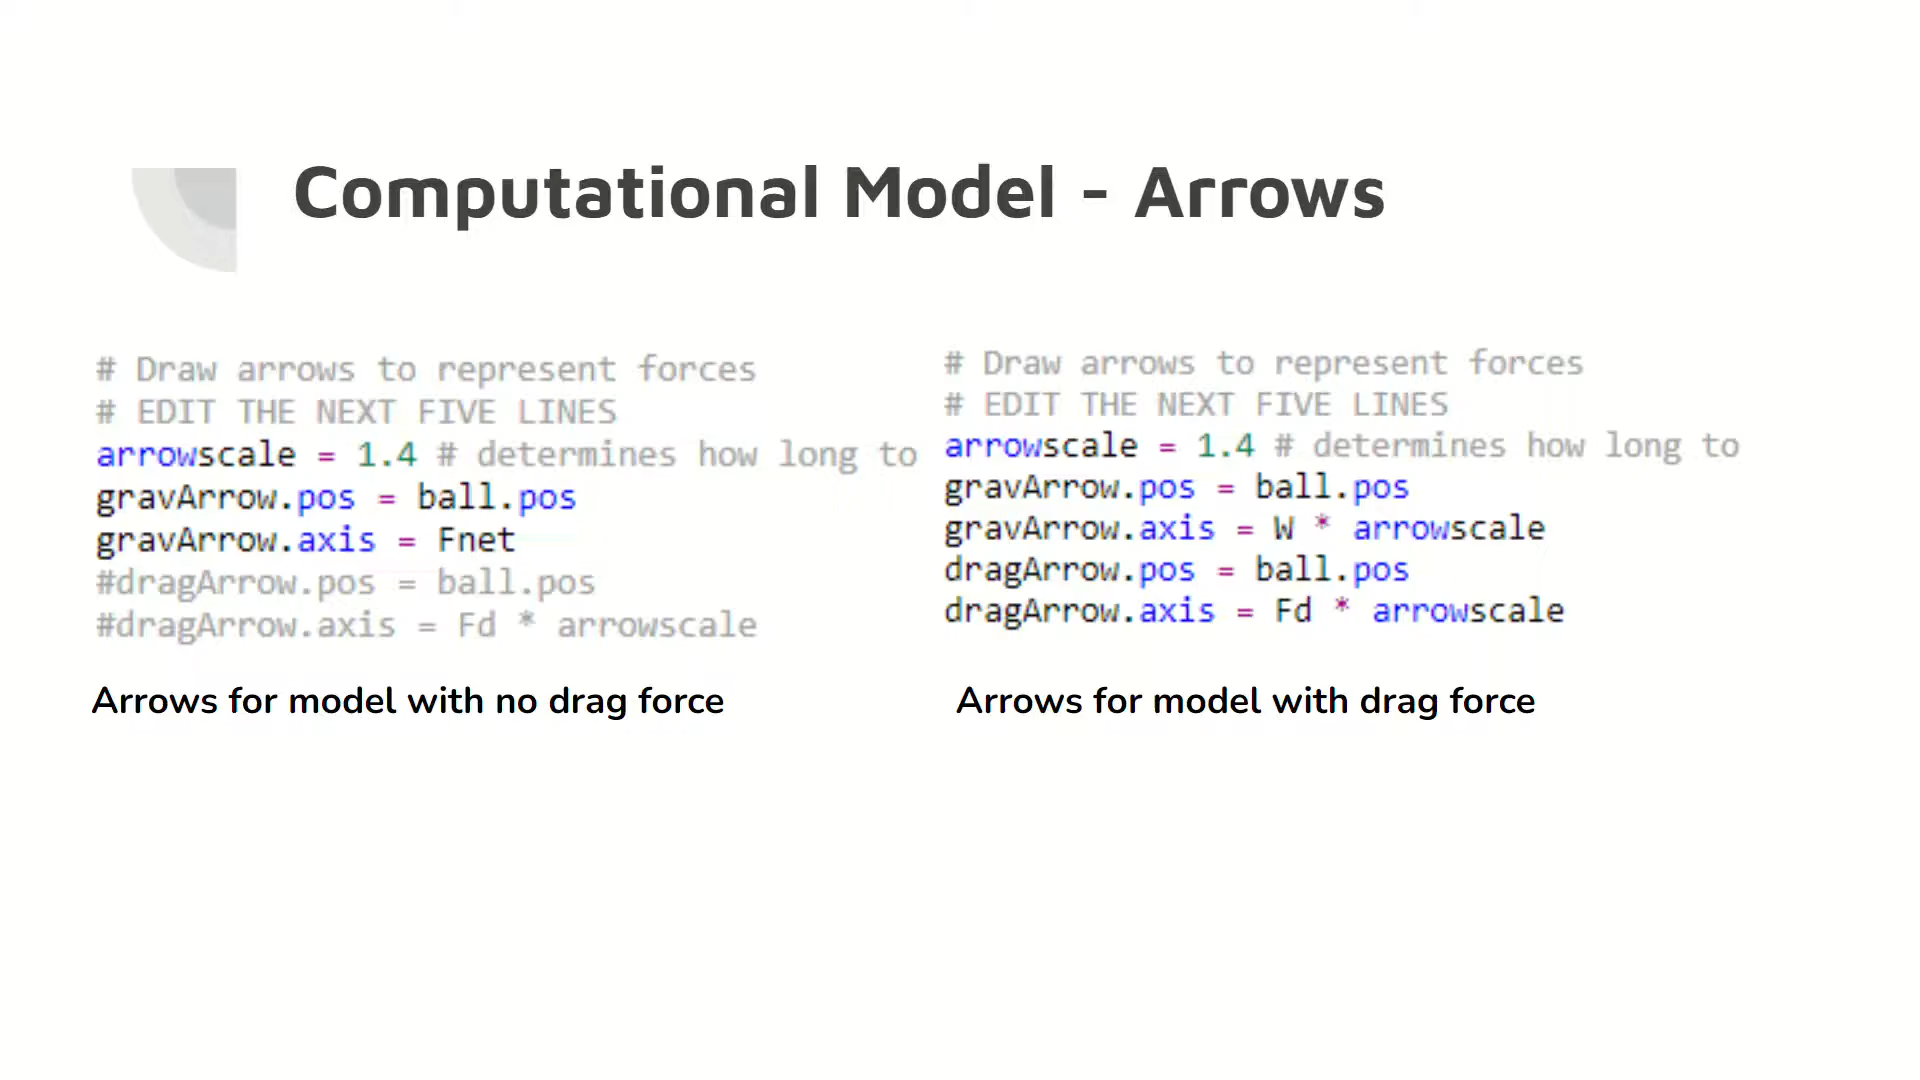 Computational Model - Arrows
# Draw arrows to represent forces
# EDIT THE NEXT FIVE LINES
arrowscale = 1.4 # determines how long to
gravArrow.pos = ball.pos
gravArrow.axis = Fnet
#dragArrow.pos = ball.pos
#dragArrow.axis = Fd * arrowscale
Arrows for model with no drag force
# Draw arrows to represent forces
# EDIT THE NEXT FIVE LINES
arrowscale = 1.4 # determines how long to
gravArrow.pos = ball.pos
gravArrow.axis = W * arrowscale
dragArrow.pos = ball.pos
dragArrow.axis = Fd * arrowscale
Arrows for model with drag force